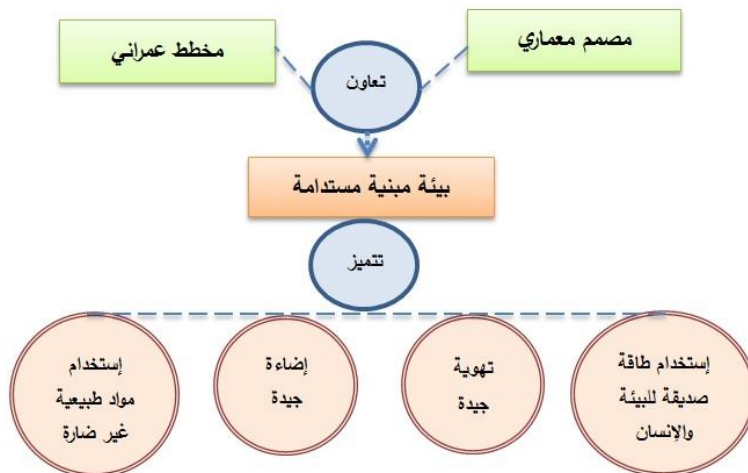 مصمم معماري
مخطط عمراني
تعاون
بيئة مبنية مستدامة
تتميز
إستخدام طاقة
صديقة للبيئة
والإنسان
تهوية
جيدة
إضاءة
جيدة
إستخدام
مواد طبيعية
غير ضارة